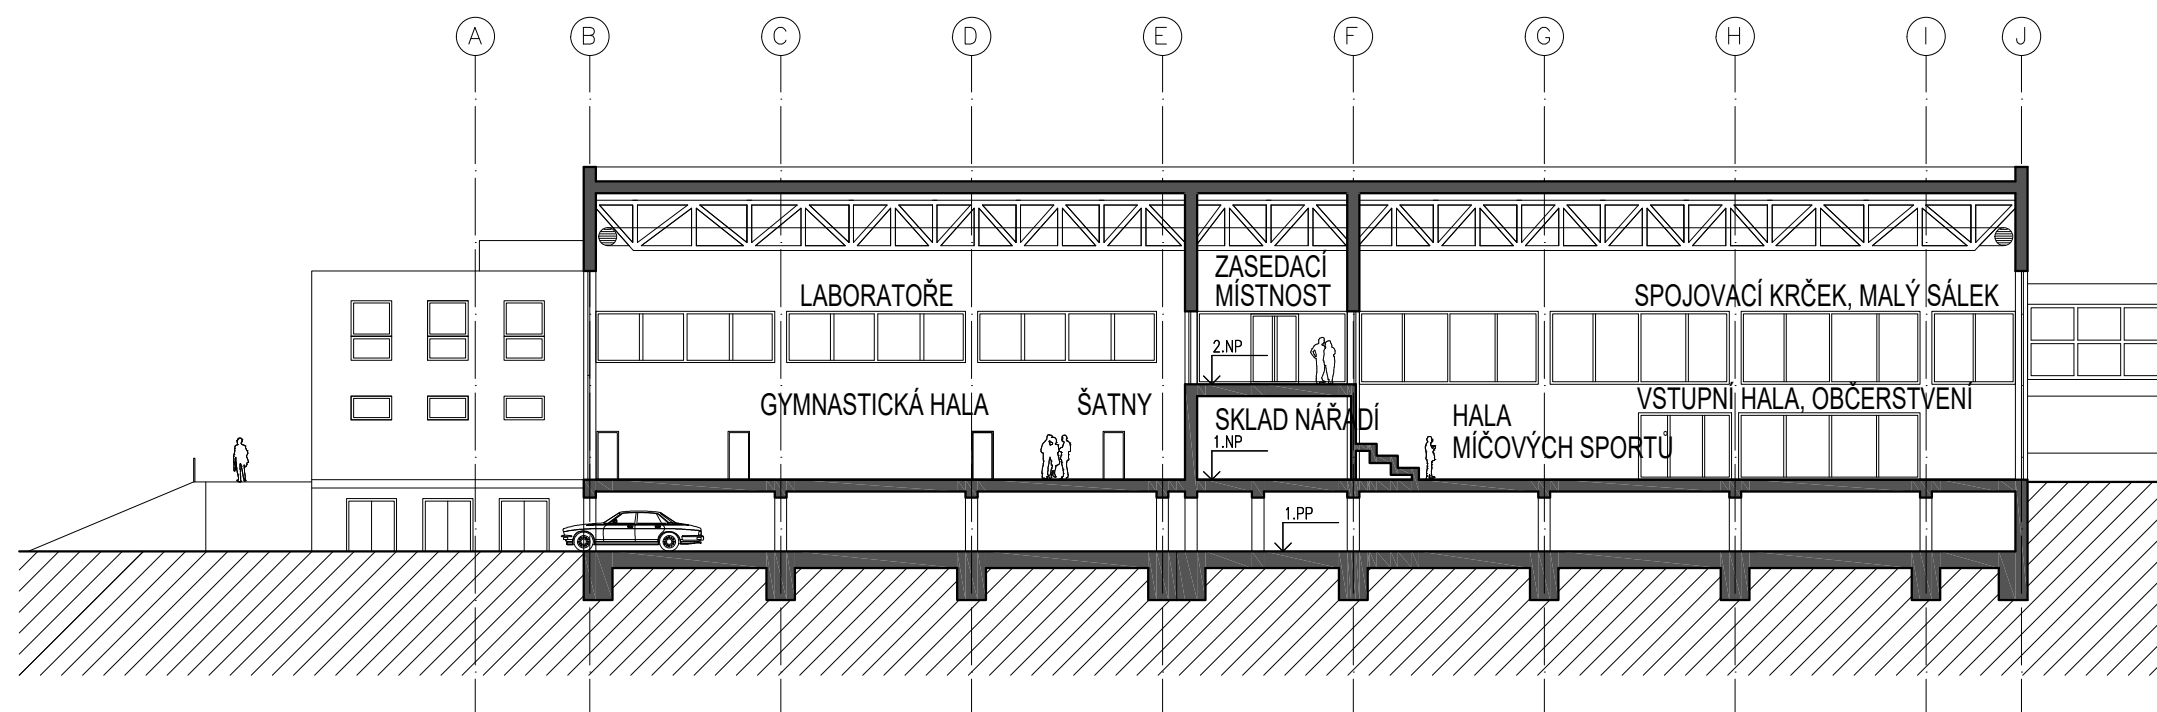 A B C D E F G H I J
ZASEDACÍ
MÍSTNOST
LABORATOŘE
SPOJOVACÍ KRČEK, MALÝ SÁLEK
2.NP
GYMNASTICKÁ HALA
ŠATNY
SKLAD NÁŘADÍ
HALA
MÍČOVÝCH SPORTŮ
VSTUPNÍ HALA, OBČERSTVENÍ
1.NP
1.PP